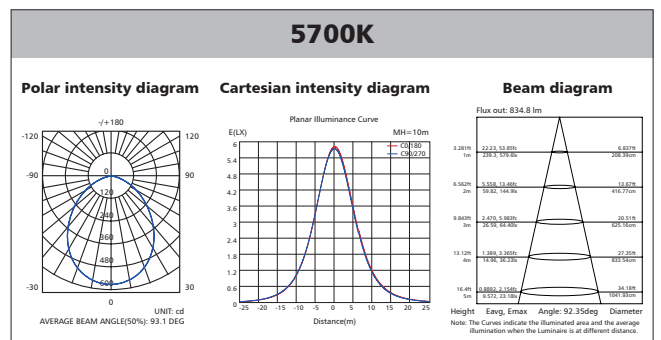 5700K
Polar intensity diagram
Cartesian intensity diagram
Beam diagram
-/+180
-120
120
-90
90
-30
30
0
0
120
240
360
480
600
UNIT: cd
AVERAGE BEAM ANGLE(50%): 93.1 DEG
Planar Illuminance Curve
E(LX)
MH=10m
C0/180
C90/270
6
5.4
4.8
4.2
3.6
3
2.4
1.8
1.2
0.6
0
-25 -20 -15 -10 -5 0 5 10 15 20 25
Distance(m)
Flux out: 834.8 lm
3.281ft 22.23, 53.85fc 6.837ft
1m 239.3, 579.6lx 208.39cm
6.562ft 5.558, 13.46fc 13.67ft
2m 59.82, 144.9lx 416.77cm
9.843ft 2.470, 5.983fc 20.51ft
3m 26.59, 64.40lx 625.16cm
13.12ft 1.389, 3.365fc 27.35ft
4m 14.96, 36.23lx 833.54cm
16.4ft 0.8892, 2.154fc 34.18ft
5m 9.572, 23.18lx 1041.93cm
Height Eavg, Emax Angle: 92.35deg Diameter
Note: The Curves indicate the illuminated area and the average
illumination when the Luminaire is at different distance.